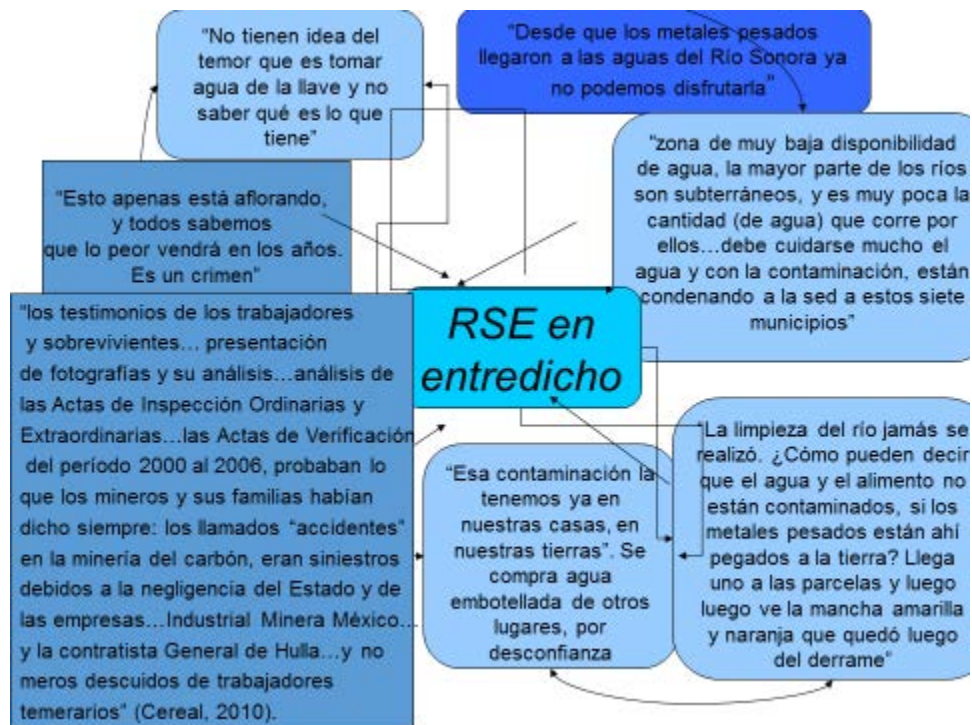 "No tienen idea del
temor que es tomar
agua de la llave y no
saber qué es lo que
tiene"
"Desde que los metales pesados
llegaron a las aguas del Río Sonora ya
no podemos disfrutarla"
"zona de muy baja disponibilidad
de agua, la mayor parte de los ríos
son subterráneos, y es muy poca la
cantidad (de agua) que corre por
ellos...debe cuidarse mucho el
agua y con la contaminación, están
condenando a la sed a estos siete
municipios"
"Esto apenas está aflorando,
y todos sabemos
que lo peor vendrá en los años.
Es un crimen"
RSE en
entredicho
"los testimonios de los trabajadores
y sobrevivientes... presentación
de fotografías y su análisis...análisis de
las Actas de Inspección Ordinarias y
Extraordinarias...las Actas de Verificación
del período 2000 al 2006, probaban lo
que los mineros y sus familias habían
dicho siempre: los llamados "accidentes"
en la minería del carbón, eran siniestros
debidos a la negligencia del Estado y de
las empresas...Industrial Minera México...
y la contratista General de Hulla...y no
meros descuidos de trabajadores
temerarios" (Cereal, 2010).
"Esa contaminación la
tenemos ya en
nuestras casas, en
nuestras tierras". Se
compra agua
embotellada de otros
lugares, por
desconfianza
"La limpieza del río jamás se
realizó. ¿Cómo pueden decir
que el agua y el alimento no
están contaminados, si los
metales pesados están ahí
pegados a la tierra? Llega
uno a las parcelas y luego
luego ve la mancha amarilla
y naranja que quedó luego
del derrame"